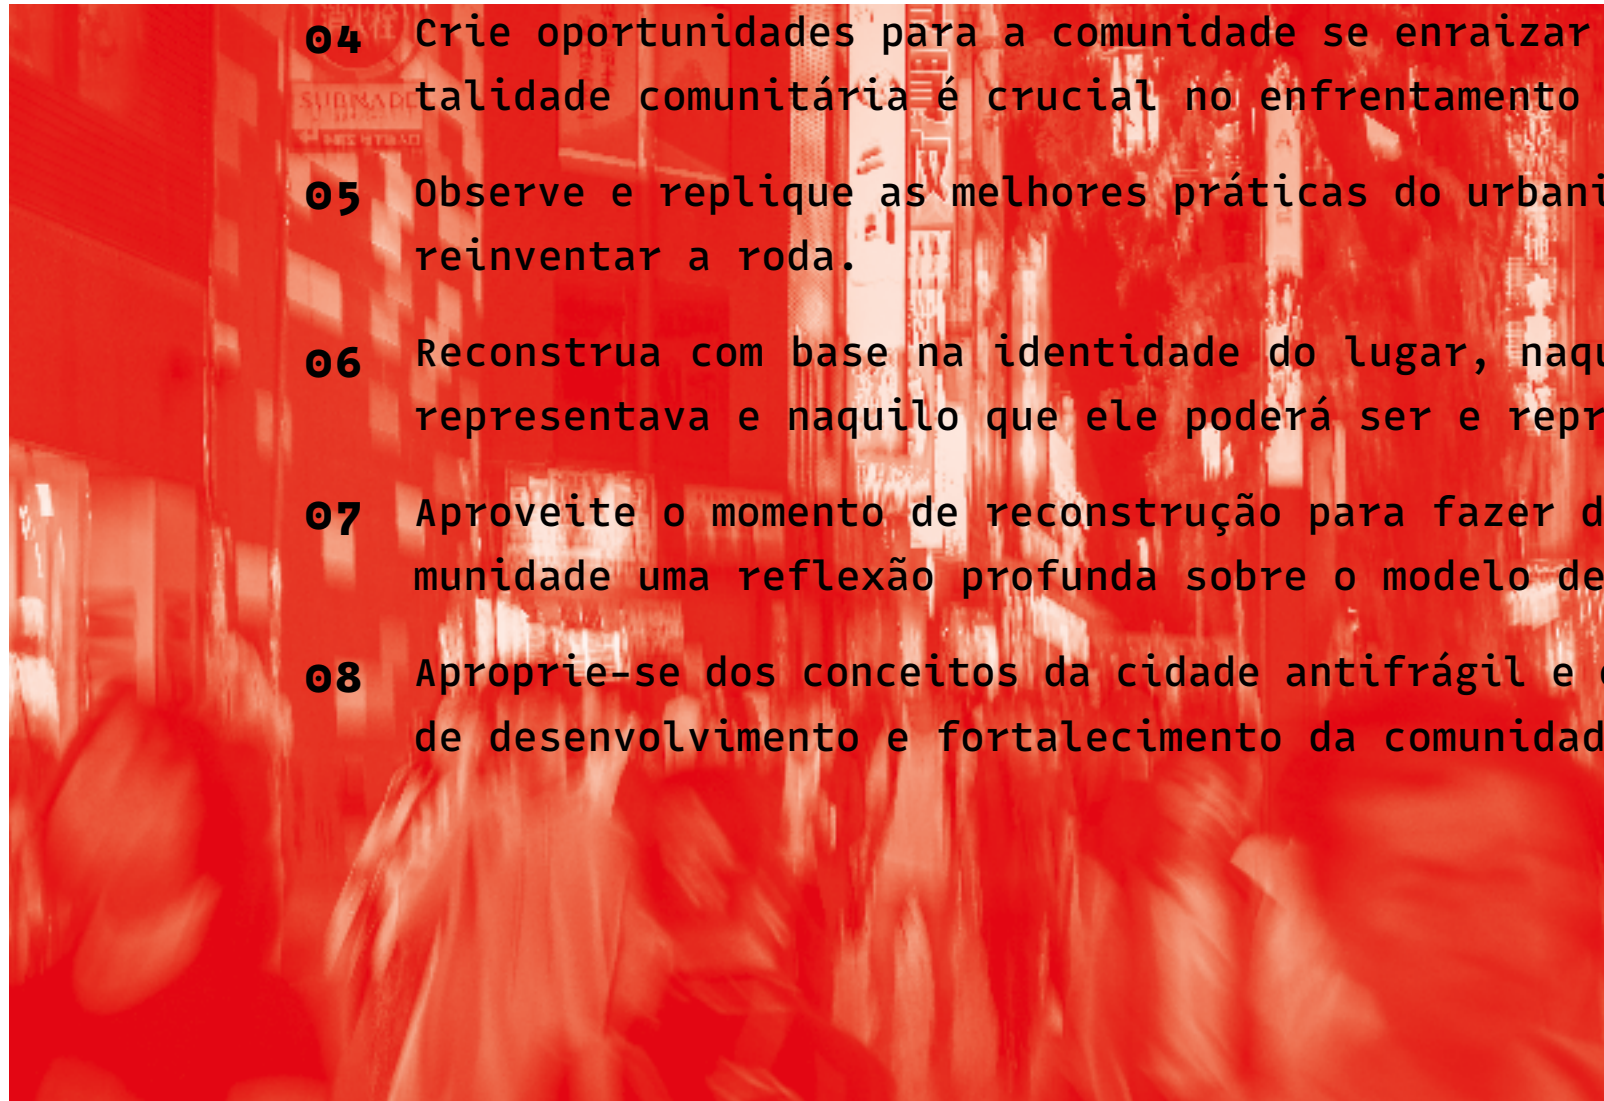 04 Crie oportunidades para a comunidade se enraizar
talidade comunitária é crucial no enfrentamento
05 Observe e replique as melhores práticas do urbani
reinventar a roda.
06 Reconstrua com base na identidade do lugar, naqu
representava e naquilo que ele poderá ser e repr
07 Aproveite o momento de reconstrução para fazer d
munidade uma reflexão profunda sobre o modelo de
08 Aproprie-se dos conceitos da cidade antifrágil e
de desenvolvimento e fortalecimento da comunidad